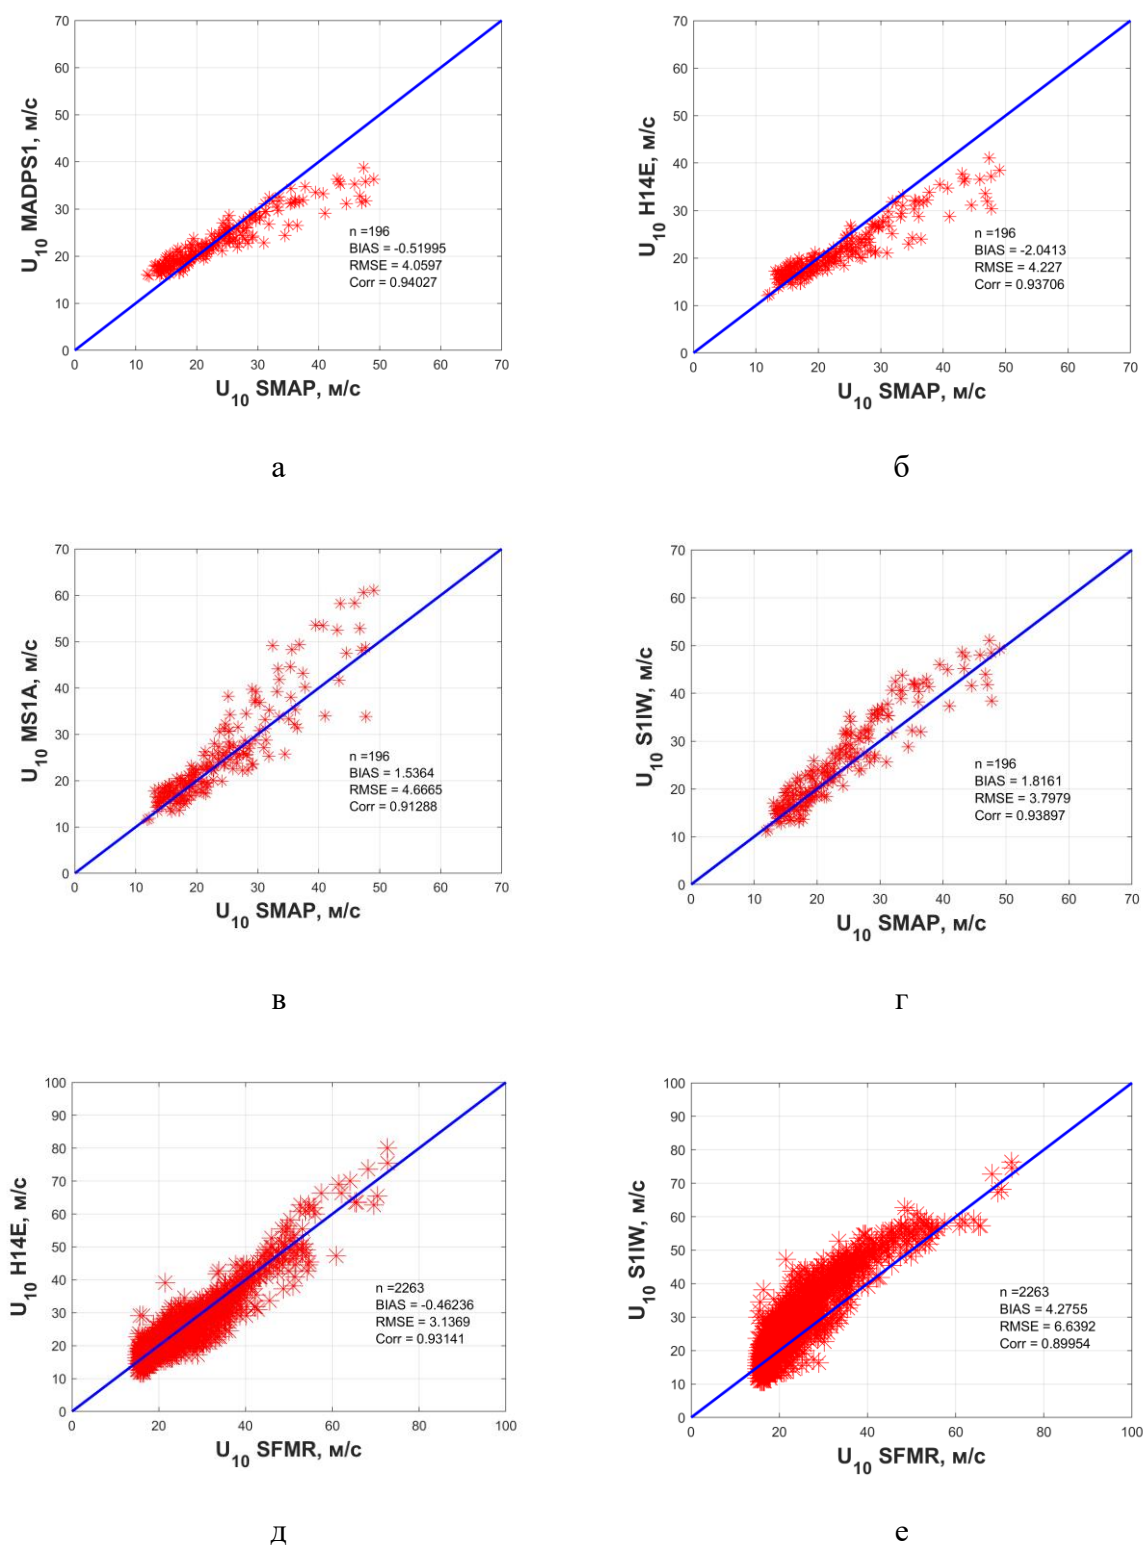 70
60
50
40
30
20
10
0
U10 MADPS1, м/с
n =196
BIAS = -0.51995
RMSE = 4.0597
Corr = 0.94027
0 10 20 30 40 50 60 70
U10 SMAP, м/с
а
70
60
50
40
30
20
10
0
U10 H14E, м/с
n =196
BIAS = -2.0413
RMSE = 4.227
Corr = 0.93706
0 10 20 30 40 50 60 70
U10 SMAP, м/с
б
70
60
50
40
30
20
10
0
U10 MS1A, м/с
n =196
BIAS = 1.5364
RMSE = 4.6665
Corr = 0.91288
0 10 20 30 40 50 60 70
U10 SMAP, м/с
в
70
60
50
40
30
20
10
0
U10 S1IW, м/с
n =196
BIAS = 1.8161
RMSE = 3.7979
Corr = 0.93897
0 10 20 30 40 50 60 70
U10 SMAP, м/с
г
100
90
80
70
60
50
40
30
20
10
0
U10 H14E, м/с
n =2263
BIAS = -0.46236
RMSE = 3.1369
Corr = 0.93141
0 20 40 60 80 100
U10 SFMR, м/с
д
100
90
80
70
60
50
40
30
20
10
0
U10 S1IW, м/с
n =2263
BIAS = 4.2755
RMSE = 6.6392
Corr = 0.89954
0 20 40 60 80 100
U10 SFMR, м/с
е